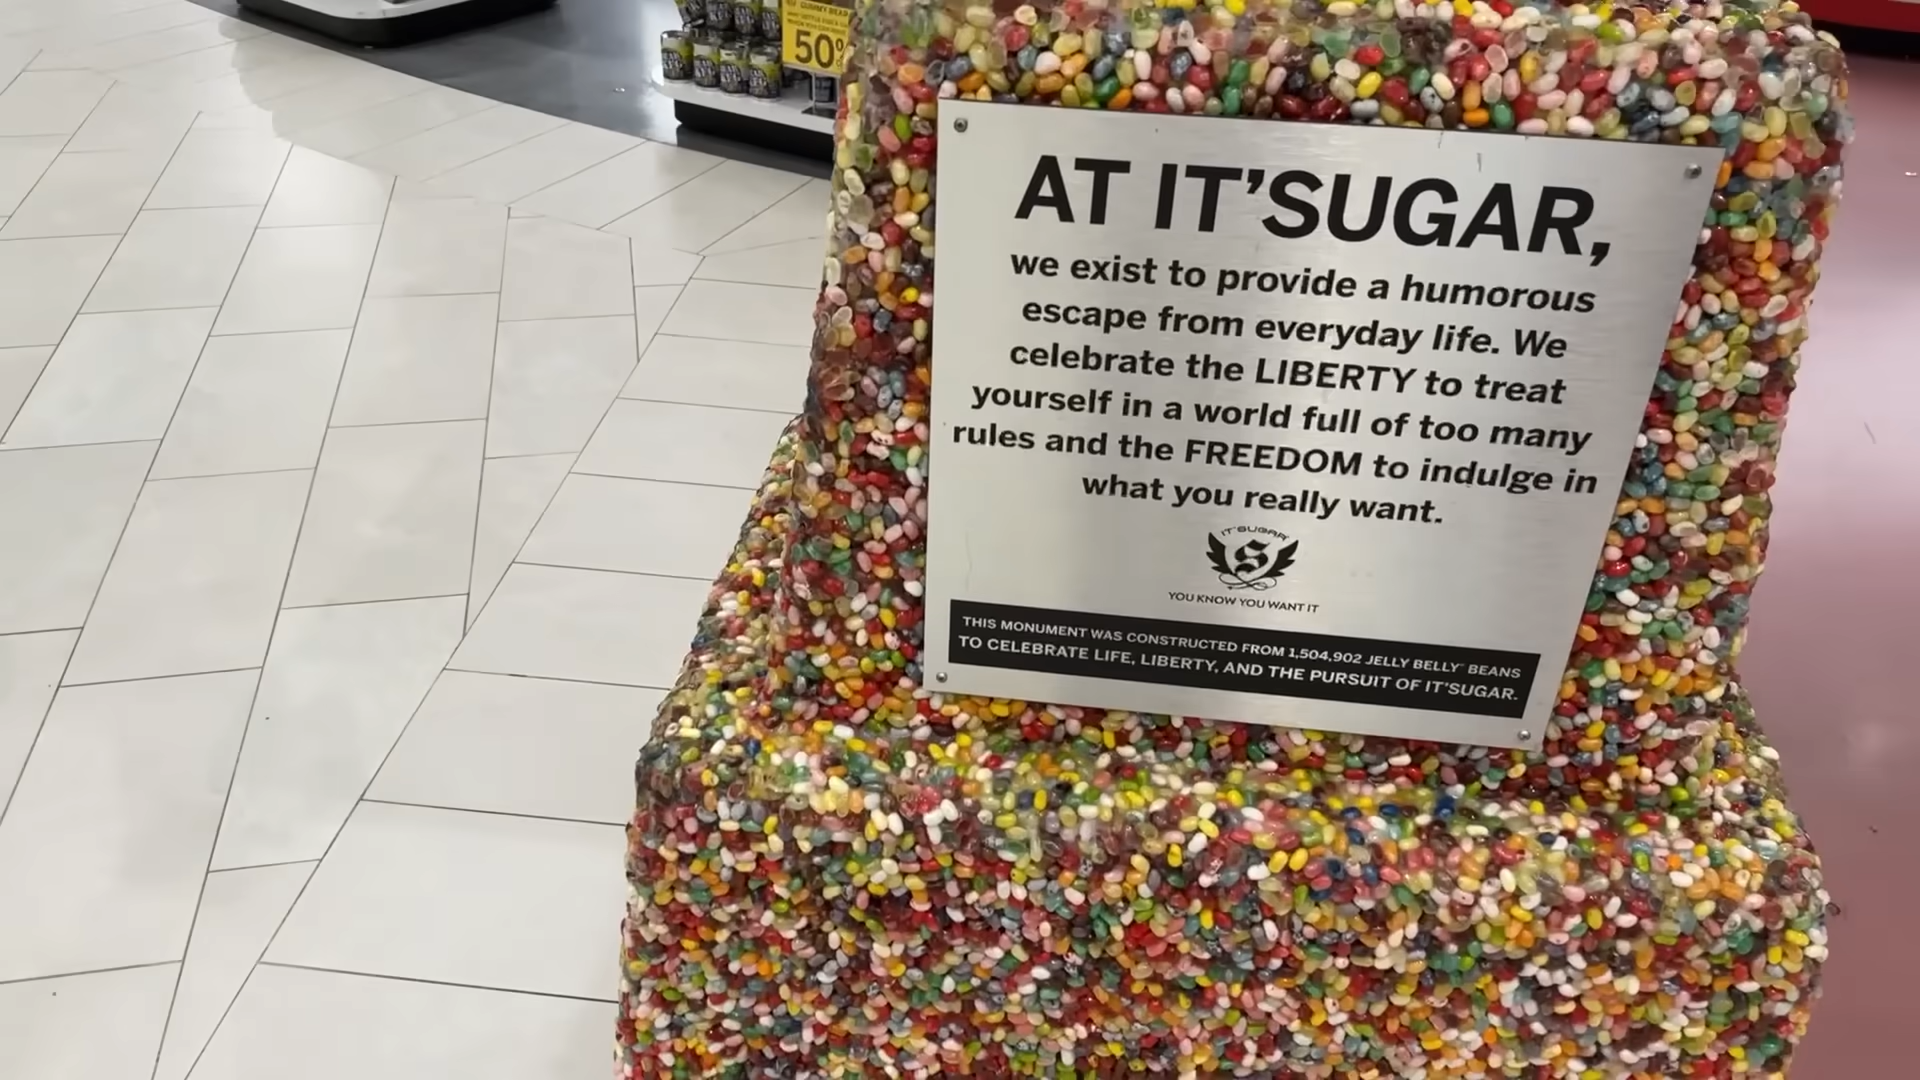 GUMMY BEAR
50%
AT IT'SUGAR,
we exist to provide a humorous
escape from everyday life. We
celebrate the LIBERTY to treat
yourself in a world full of too many
rules and the FREEDOM to indulge in
what you really want.
IT'SUGAR
S
YOU KNOW YOU WANT IT
THIS MONUMENT WAS CONSTRUCTED FROM 1,504,902 JELLY BELLY BEANS
TO CELEBRATE LIFE, LIBERTY, AND THE PURSUIT OF IT'SUGAR.